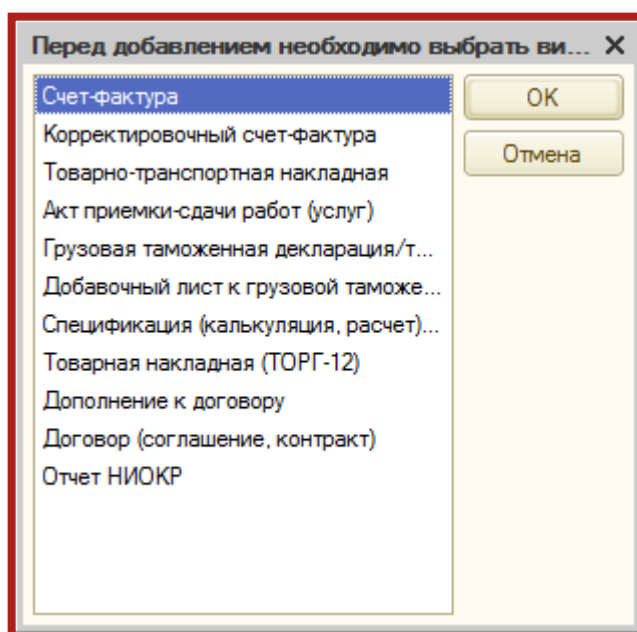 Перед добавлением необходимо выбрать ви...
Счет-фактура
OK
Корректировочный счет-фактура
Отмена
Товарно-транспортная накладная
Акт приемки-сдачи работ (услуг)
Грузовая таможенная декларация/т...
Добавочный лист к грузовой таможе...
Спецификация (калькуляция, расчет)...
Товарная накладная (ТОРГ-12)
Дополнение к договору
Договор (соглашение, контракт)
Отчет НИОКР